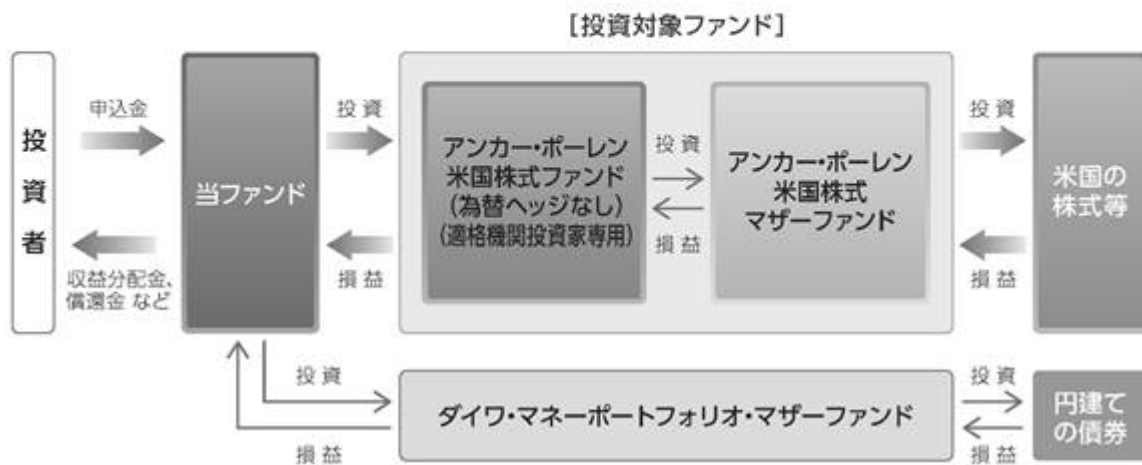 [投資対象ファンド]
投資者
申込金
収益分配金、
償還金 など
当ファンド
投資
損益
アンカー・ポーレン
米国株式ファンド
(為替ヘッジなし)
(適格機関投資家専用)
投資
損益
アンカー・ポーレン
米国株式
マザーファンド
投資
損益
米国の
株式等
投資
損益
ダイワ・マネーポートフォリオ・マザーファンド
投資
損益
円建て
の債券